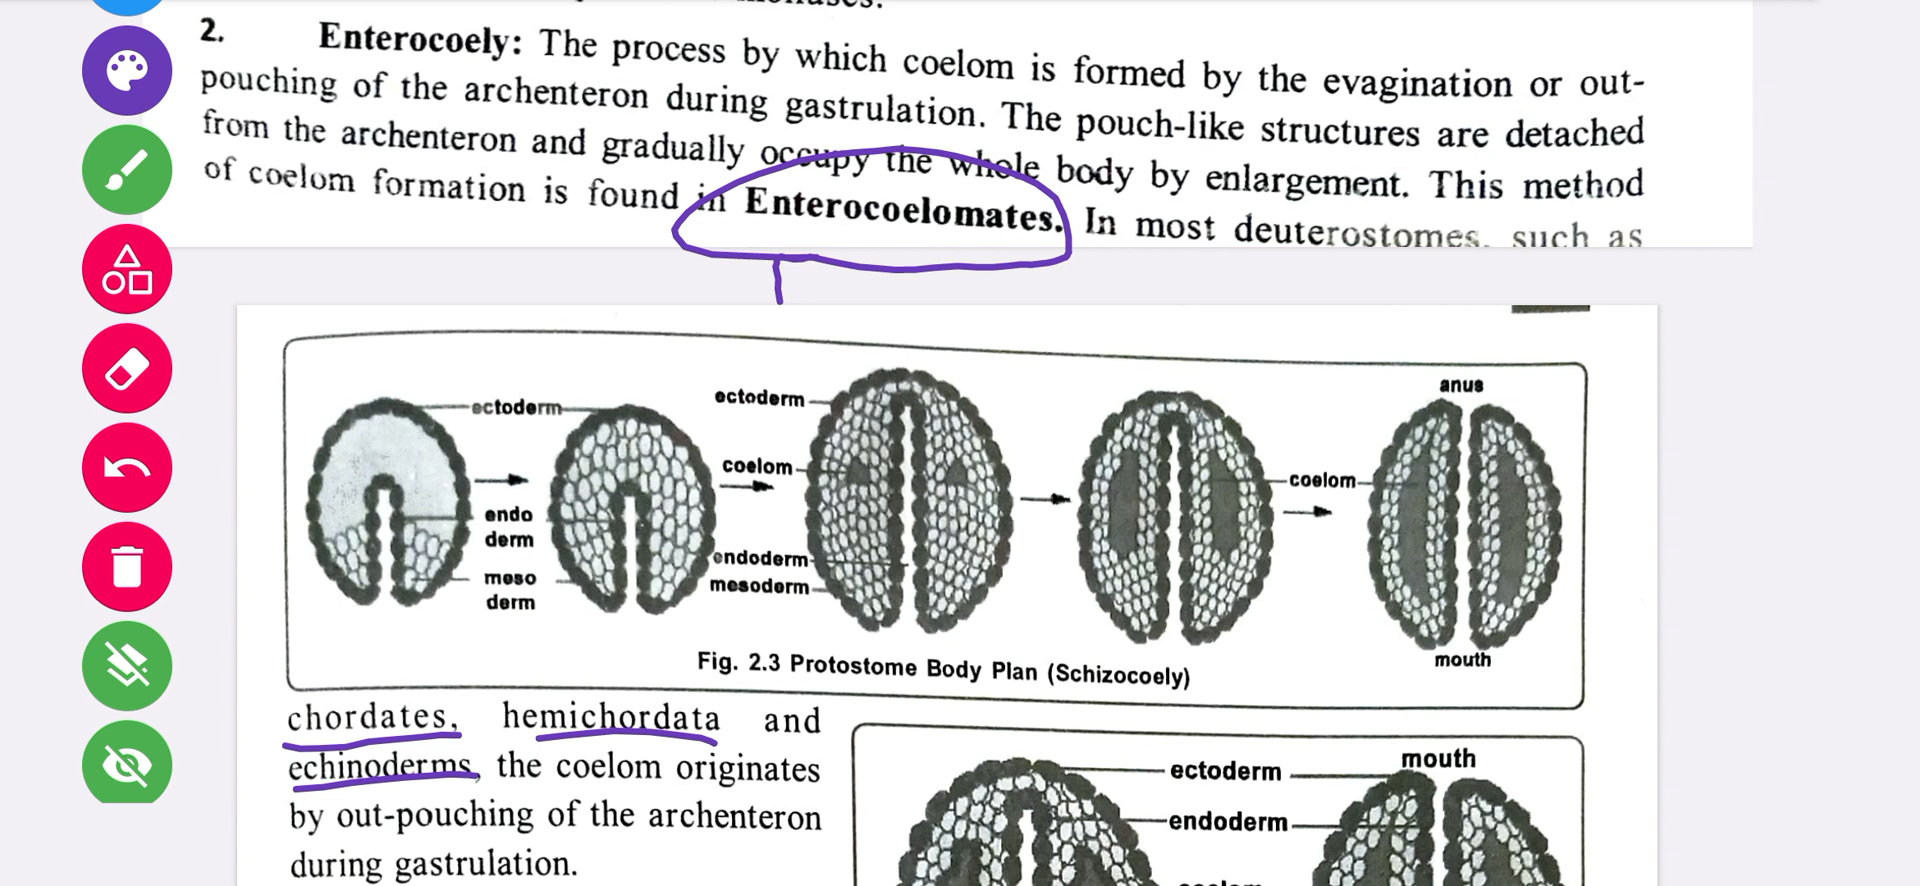 2. Enterocoely: The process by which coelom is formed by the evagination or out-
pouching of the archenteron during gastrulation. The pouch-like structures are detached
from the archenteron and gradually occupy the whole body by enlargement. This method
of coelom formation is found in Enterocoelomates. In most deuterostomes, such as
ectoderm
endo
derm
meso
derm
ectoderm
coelom
endoderm
mesoderm
coelom
anus
mouth
Fig. 2.3 Protostome Body Plan (Schizocoely)
chordates, hemichordata and
echinoderms, the coelom originates
by out-pouching of the archenteron
during gastrulation.
ectoderm
endoderm
mouth